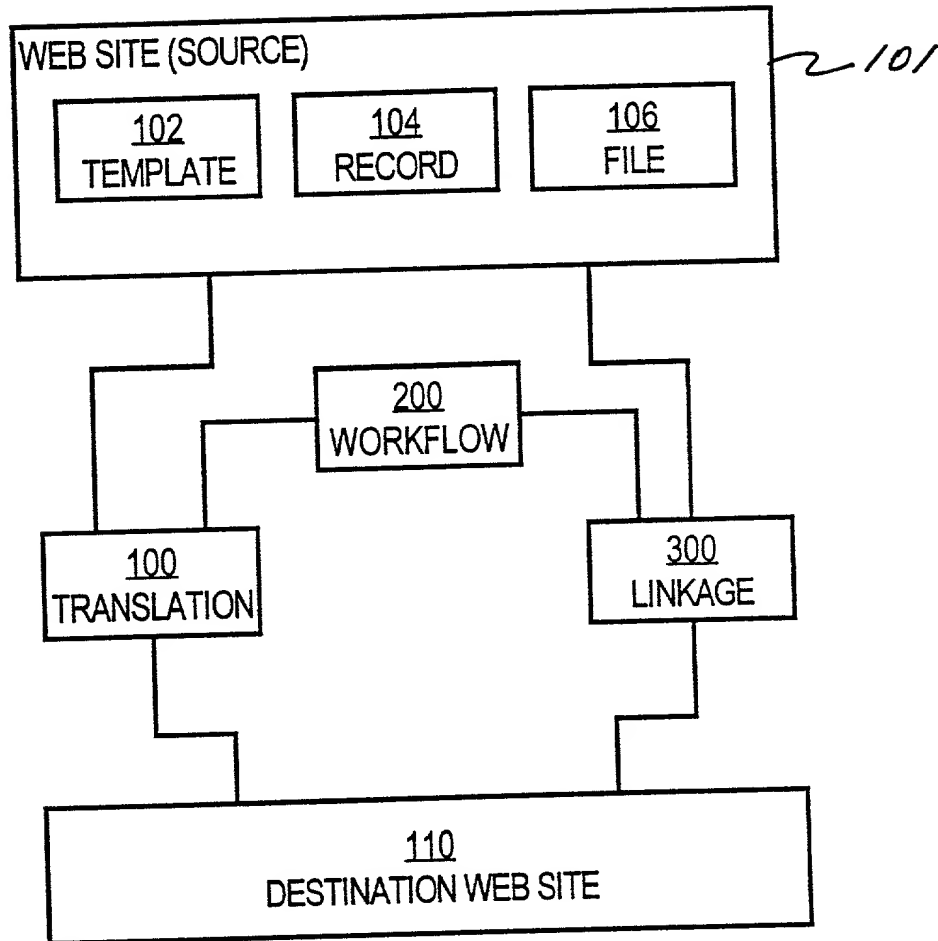 WEB SITE (SOURCE)
101
102
TEMPLATE
104
RECORD
106
FILE
200
WORKFLOW
100
TRANSLATION
300
LINKAGE
110
DESTINATION WEB SITE